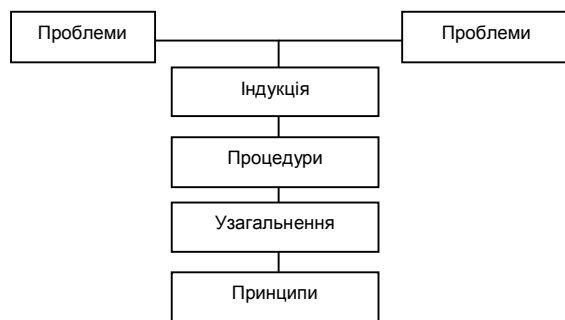 Проблеми
Проблеми
Індукція
Процедури
Узагальнення
Принципи